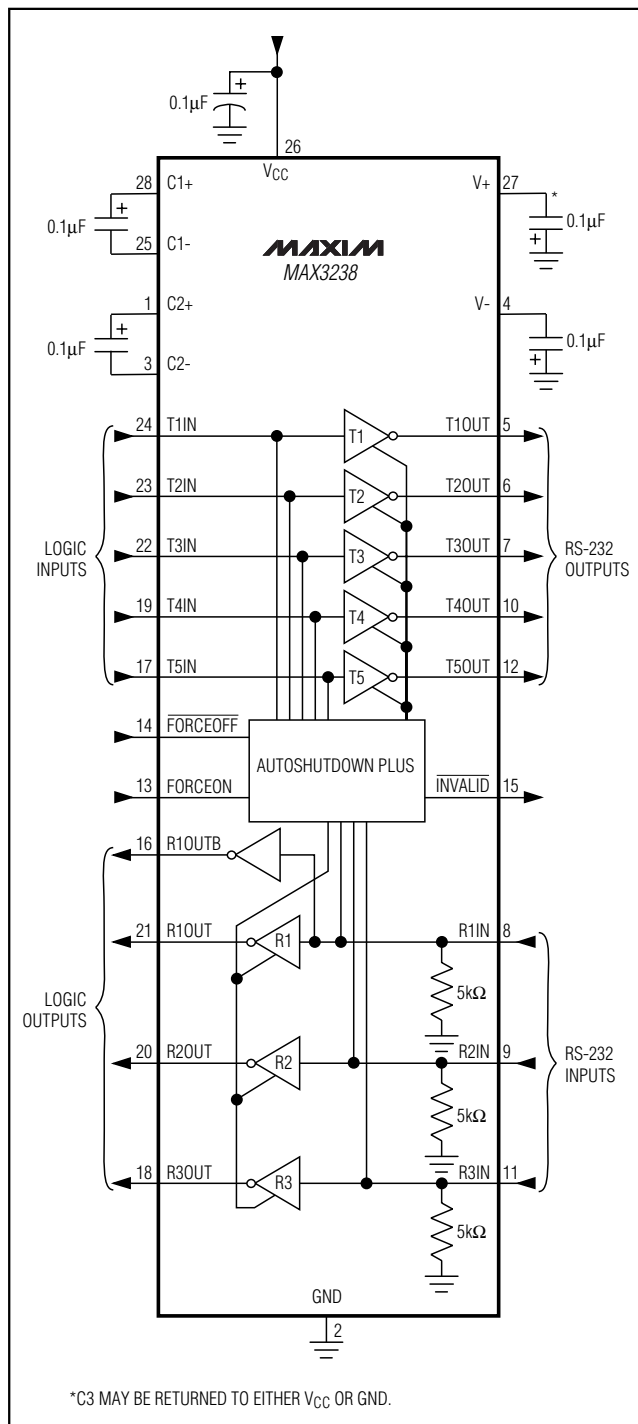 0.1µF
+
26
VCC
28 C1+
V+ 27
+
*
0.1µF
0.1µF
+
25 C1-
MAXIM
MAX3238
1 C2+
V- 4
+
0.1µF
0.1µF
+
3 C2-
24 T1IN T1 T1OUT 5
23 T2IN T2 T2OUT 6
LOGIC
INPUTS
22 T3IN T3 T3OUT 7
RS-232
OUTPUTS
19 T4IN T4 T4OUT 10
17 T5IN T5 T5OUT 12
14 FORCEOFF
AUTOSHUTDOWN PLUS
13 FORCEON
INVALID 15
16 R1OUTB
21 R1OUT R1 R1IN 8
5kΩ
LOGIC
OUTPUTS
20 R2OUT R2 R2IN 9
RS-232
INPUTS
5kΩ
18 R3OUT R3 R3IN 11
5kΩ
GND
2
*C3 MAY BE RETURNED TO EITHER VCC OR GND.